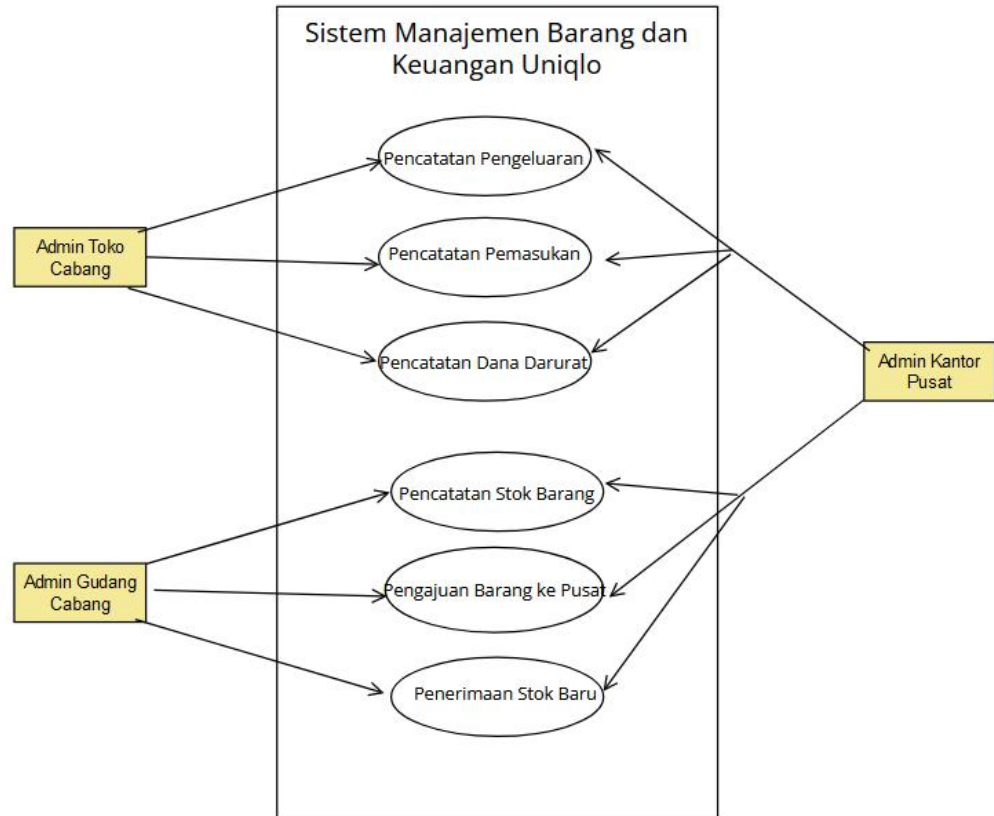 Sistem Manajemen Barang dan
Keuangan Uniqlo
Pencatatan Pengeluaran
Admin Toko
Cabang
Pencatatan Pemasukan
Pencatatan Dana Darurat
Admin Kantor
Pusat
Pencatatan Stok Barang
Admin Gudang
Cabang
Pengajuan Barang ke Pusat
Penerimaan Stok Baru